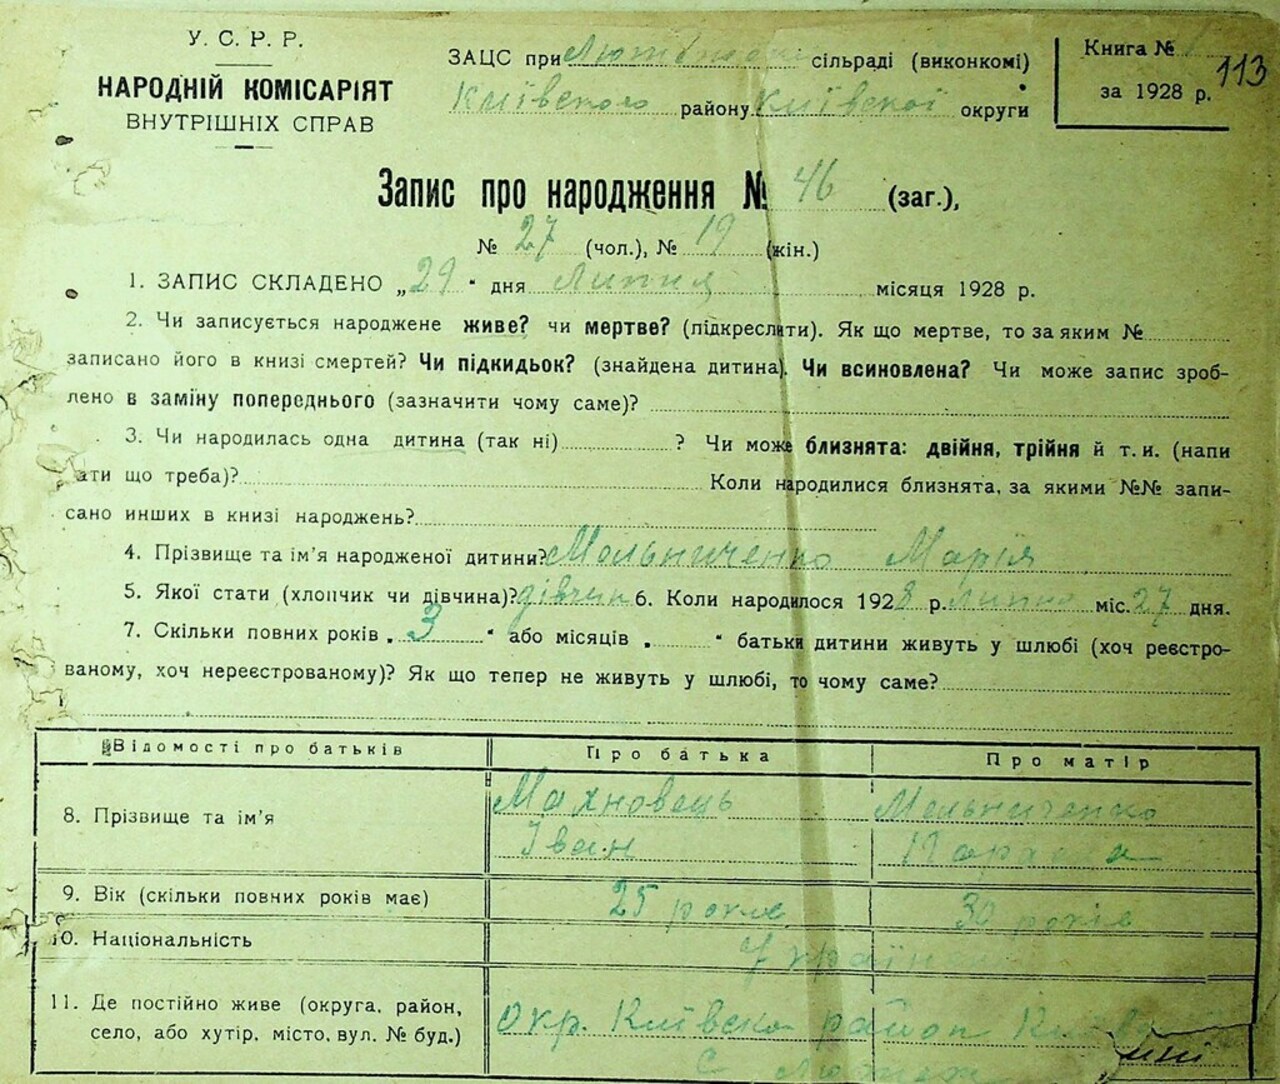 У. С. Р. Р.
НАРОДНІЙ КОМІСАРІЯТ
ВНУТРІШНІХ СПРАВ
ЗАЦС при сільраді (виконкомі)
Київского району Київскої округи
Книга №
за 1928 р.
113
Запис про народження № 46 (заг.),
№ 27 (чол.), № 19 (жін.)
1. ЗАПИС СКЛАДЕНО „29" дня Липня місяця 1928 р.
2. Чи записується народжене живе? чи мертве? (підкреслити). Як що мертве, то за яким №
записано його в книзі смертей? Чи підкидьок? (знайдена дитина). Чи всиновлена? Чи може запис зроб-
лено в заміну попереднього (зазначити чому саме)?
3. Чи народилась одна дитина (так ні) ? Чи може близнята: двійня, трійня й т. и. (напи
ати що треба)? Коли народилися близнята, за якими №№ запи-
сано инших в книзі народжень?
4. Прізвище та ім'я народженої дитини? Мельниченко Марія
5. Якої стати (хлопчик чи дівчина)? дівчин 6. Коли народилося 1928 р. липня міс. 27 дня.
7. Скільки повних років „ 3 " або місяців „ " батьки дитини живуть у шлюбі (хоч реєстро-
ваному, хоч нереєстрованому)? Як що тепер не живуть у шлюбі, то чому саме?
Відомості про батьків Про батька Про матір
8. Прізвище та ім'я Махновець Мельниченко
Іван
9. Вік (скільки повних років має) 25 років 30 років
10. Національність Україн
11. Де постійно живе (округа, район,
село, або хутір, місто, вул. № буд.)
Окр. Київска район
с